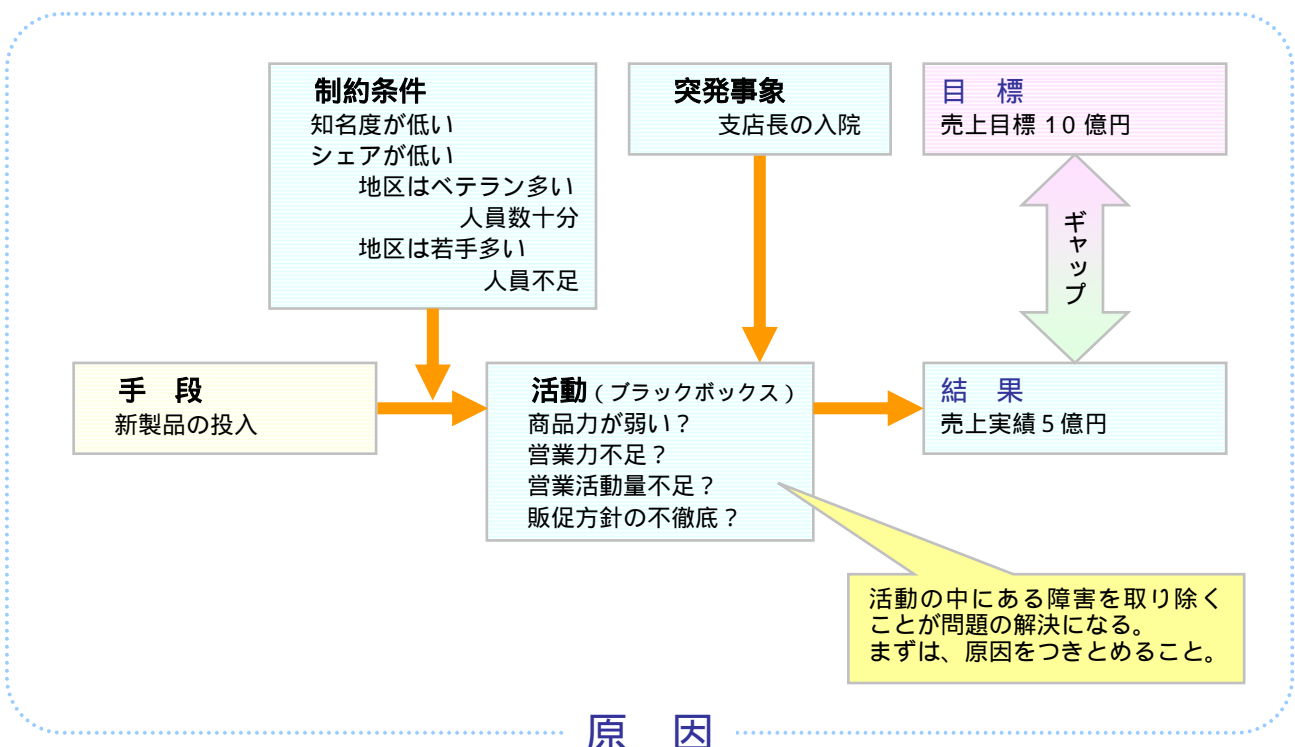 制約条件
知名度が低い
シェアが低い
地区はベテラン多い
人員数十分
地区は若手多い
人員不足
突発事象
支店長の入院
目　標
売上目標 10 億円
ギャップ
手　段
新製品の投入
活動（ブラックボックス）
商品力が弱い？
営業力不足？
営業活動量不足？
販促方針の不徹底？
結　果
売上実績５億円
活動の中にある障害を取り除く
ことが問題の解決になる。
まずは、原因をつきとめること。
原　因